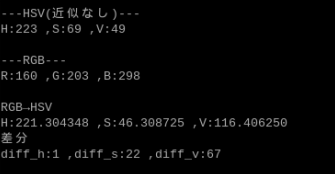 ---HSV(近似なし)---
H:223 ,S:69 ,V:49
---RGB---
R:160 ,G:203 ,B:298
RGB→HSV
H:221.304348 ,S:46.308725 ,V:116.406250
差分
diff_h:1 ,diff_s:22 ,diff_v:67